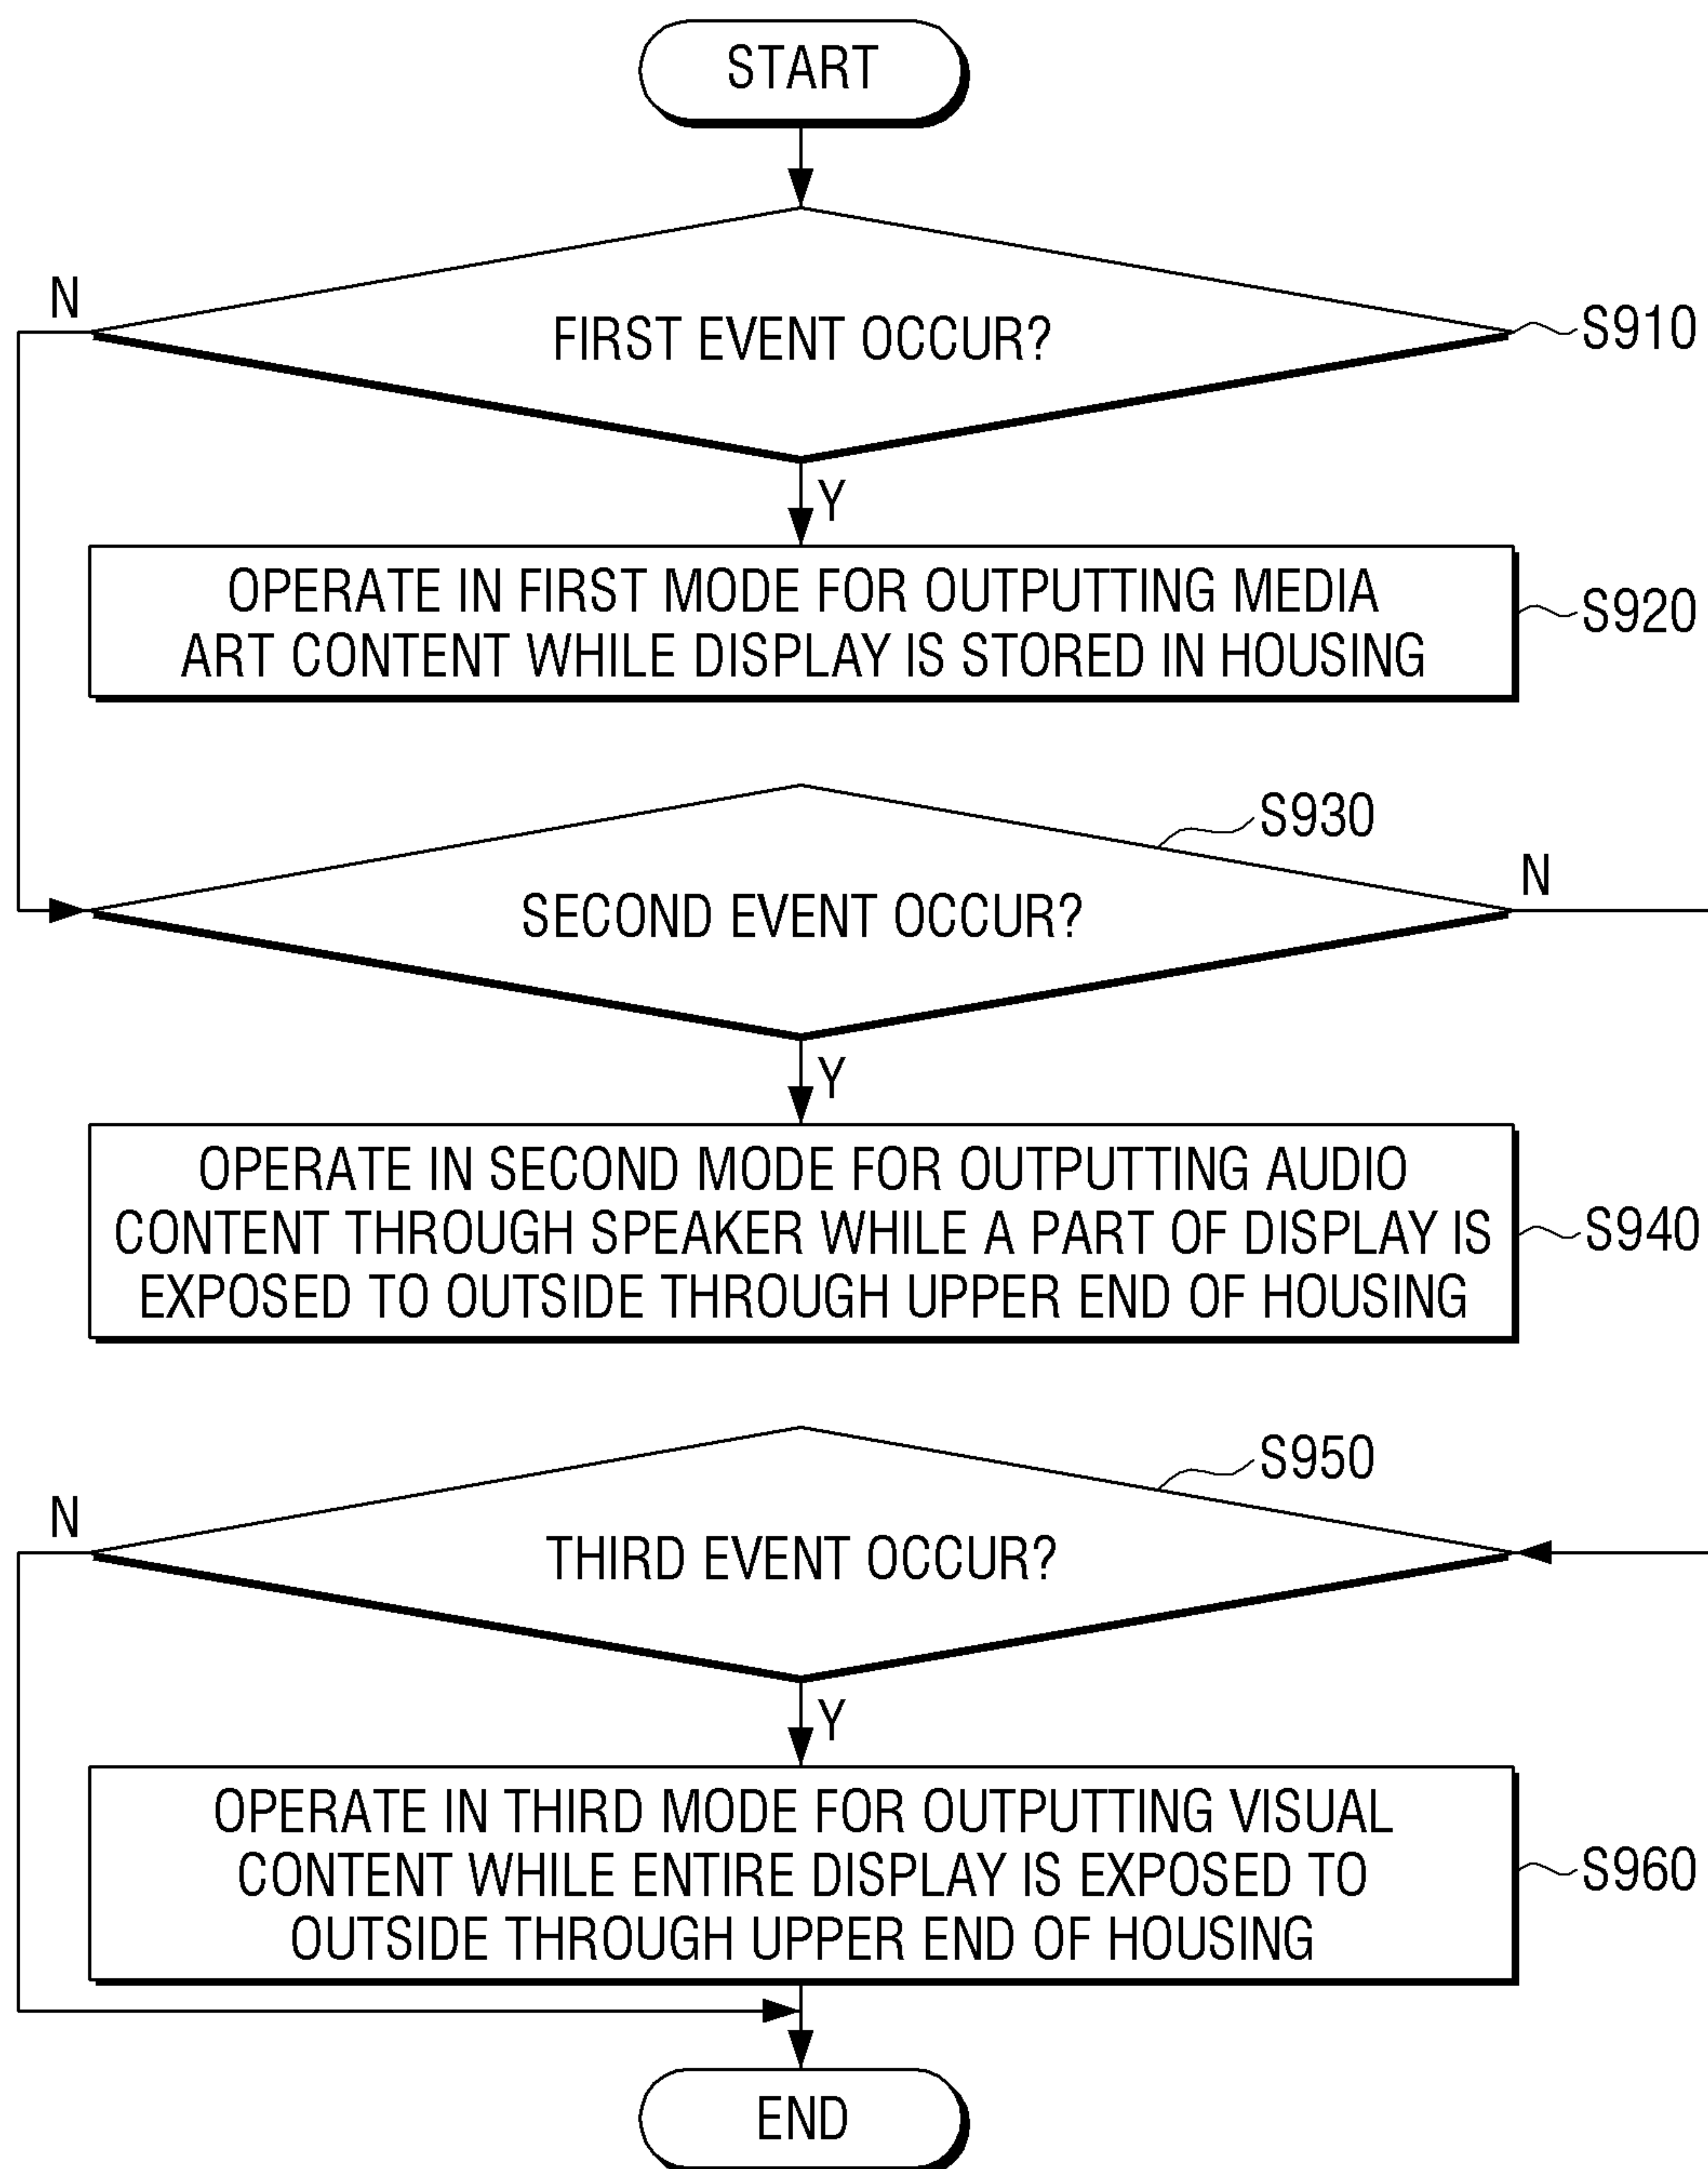 START
N
FIRST EVENT OCCUR?
S910
Y
OPERATE IN FIRST MODE FOR OUTPUTTING MEDIA
ART CONTENT WHILE DISPLAY IS STORED IN HOUSING
S920
S930
N
SECOND EVENT OCCUR?
Y
OPERATE IN SECOND MODE FOR OUTPUTTING AUDIO
CONTENT THROUGH SPEAKER WHILE A PART OF DISPLAY IS
EXPOSED TO OUTSIDE THROUGH UPPER END OF HOUSING
S940
S950
N
THIRD EVENT OCCUR?
Y
OPERATE IN THIRD MODE FOR OUTPUTTING VISUAL
CONTENT WHILE ENTIRE DISPLAY IS EXPOSED TO
OUTSIDE THROUGH UPPER END OF HOUSING
S960
END